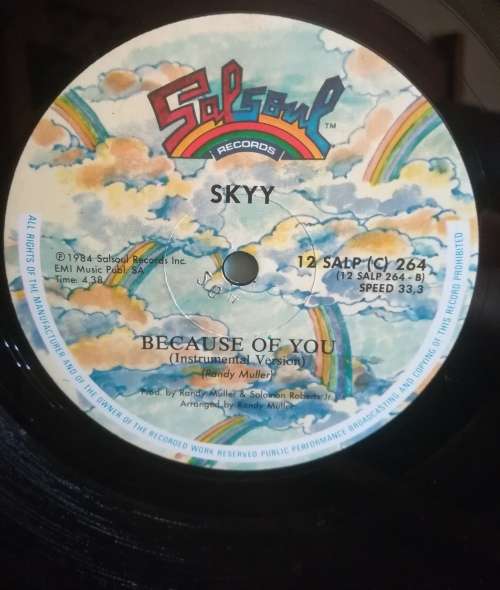 Salsoul
TM
RECORDS
SKYY
℗ 1984 Salsoul Records Inc.
EMI Music Publ. SA
Time: 4.38
12 SALP (C) 264
(12 SALP 264 - B)
SPEED 33,3
BECAUSE OF YOU
(Instrumental Version)
(Randy Muller)
Prod. by Randy Muller & Solomon Roberts Jr.
Arranged by Randy Muller
ALL RIGHTS OF THE MANUFACTURER AND OF THE OWNER OF THE RECORDED WORK RESERVED PUBLIC PERFORMANCE BROADCASTING AND COPYING OF THIS RECORD PROHIBITED